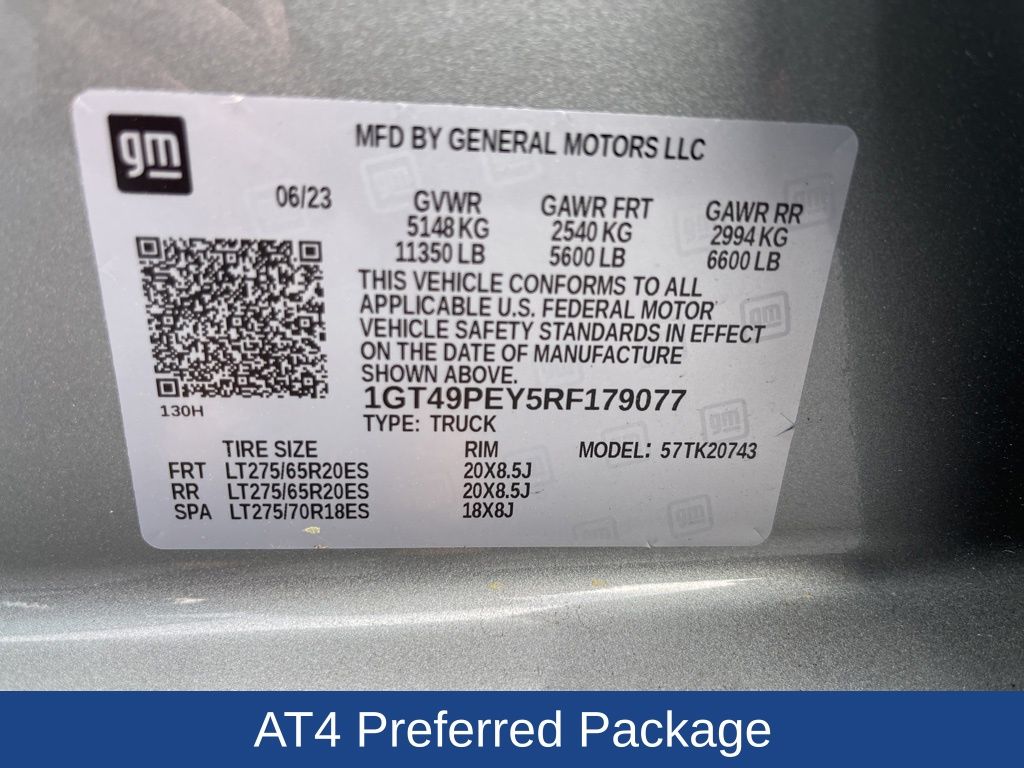 gm
MFD BY GENERAL MOTORS LLC
06/23
GVWR GAWR FRT GAWR RR
5148 KG 2540 KG 2994 KG
11350 LB 5600 LB 6600 LB
THIS VEHICLE CONFORMS TO ALL
APPLICABLE U.S. FEDERAL MOTOR
VEHICLE SAFETY STANDARDS IN EFFECT
ON THE DATE OF MANUFACTURE
SHOWN ABOVE.
1GT49PEY5RF179077
130H
TYPE: TRUCK
TIRE SIZE RIM MODEL: 57TK20743
FRT LT275/65R20ES 20X8.5J
RR LT275/65R20ES 20X8.5J
SPA LT275/70R18ES 18X8J
AT4 Preferred Package